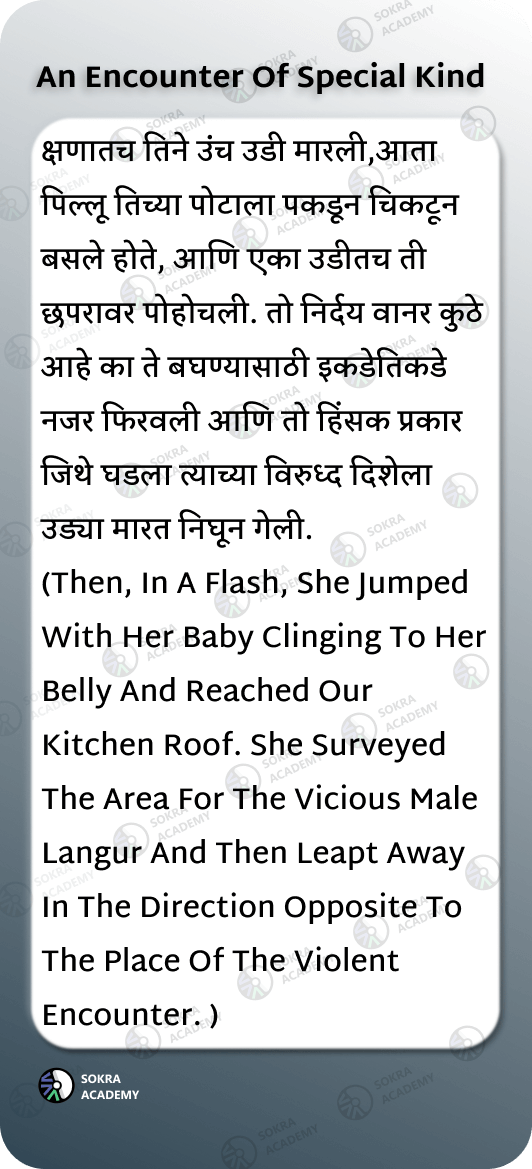 An Encounter Of Special Kind
क्षणातच तिने उंच उडी मारली,आता
पिल्लू तिच्या पोटाला पकडून चिकटून
बसले होते, आणि एका उडीतच ती
छपरावर पोहोचली. तो निर्दय वानर कुठे
आहे का ते बघण्यासाठी इकडेतिकडे
नजर फिरवली आणि तो हिंसक प्रकार
जिथे घडला त्याच्या विरुध्द दिशेला
उड्या मारत निघून गेली.
(Then, In A Flash, She Jumped
With Her Baby Clinging To Her
Belly And Reached Our
Kitchen Roof. She Surveyed
The Area For The Vicious Male
Langur And Then Leapt Away
In The Direction Opposite To
The Place Of The Violent
Encounter. )
SOKRA
ACADEMY